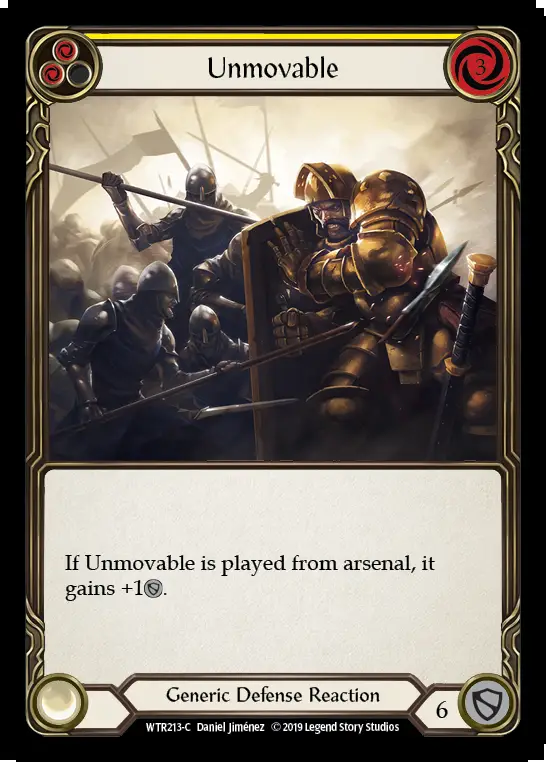 Unmovable
3
If Unmovable is played from arsenal, it
gains +1.
Generic Defense Reaction
6
WTR213-C Daniel Jiménez © 2019 Legend Story Studios